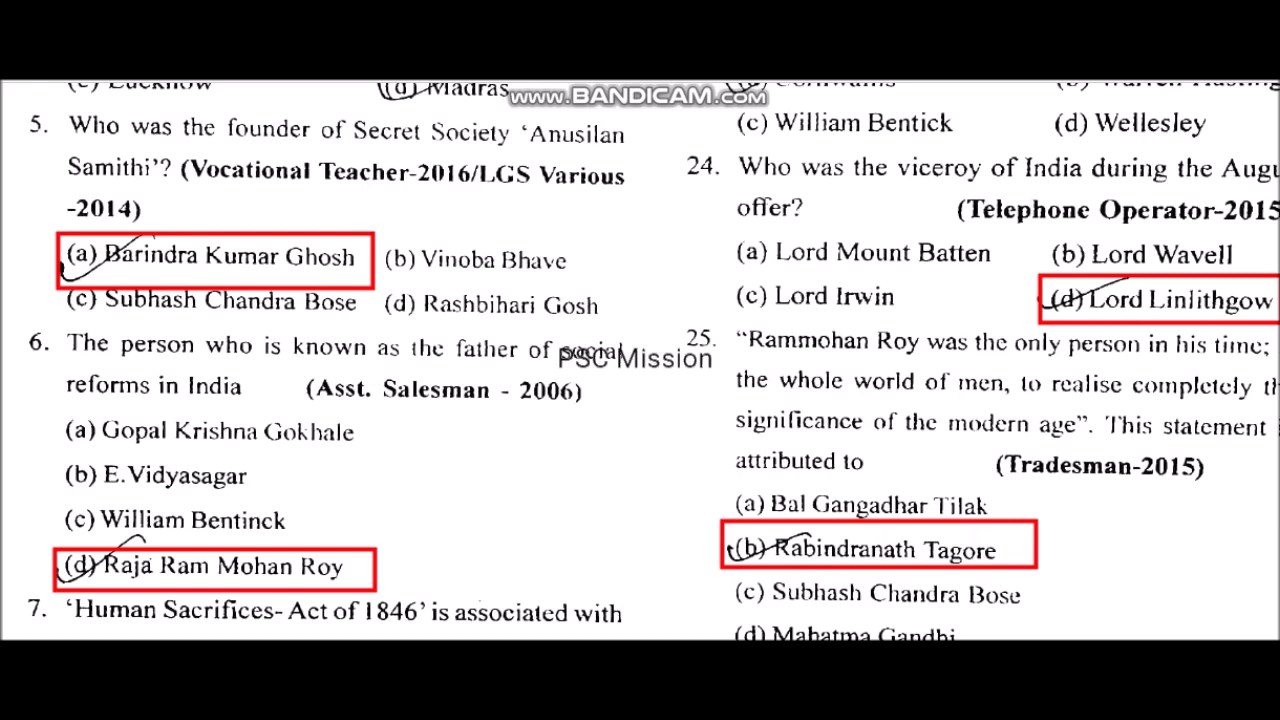 (c) Lucknow (d) Madras
5. Who was the founder of Secret Society ‘Anusilan
Samithi’? (Vocational Teacher-2016/LGS Various
-2014)
(a) Barindra Kumar Ghosh (b) Vinoba Bhave
(c) Subhash Chandra Bose (d) Rashbihari Gosh
6. The person who is known as the father of social
reforms in India (Asst. Salesman - 2006)
(a) Gopal Krishna Gokhale
(b) E.Vidyasagar
(c) William Bentinck
(d) Raja Ram Mohan Roy
7. ‘Human Sacrifices- Act of 1846’ is associated with
www.BANDICAM.com
PSC Mission
(c) William Bentick (d) Wellesley
24. Who was the viceroy of India during the Augu
offer? (Telephone Operator-2015
(a) Lord Mount Batten (b) Lord Wavell
(c) Lord Irwin (d) Lord Linlithgow
25. “Rammohan Roy was the only person in his time;
the whole world of men, to realise completely th
significance of the modern age”. This statement
attributed to (Tradesman-2015)
(a) Bal Gangadhar Tilak
(b) Rabindranath Tagore
(c) Subhash Chandra Bose
(d) Mahatma Gandhi